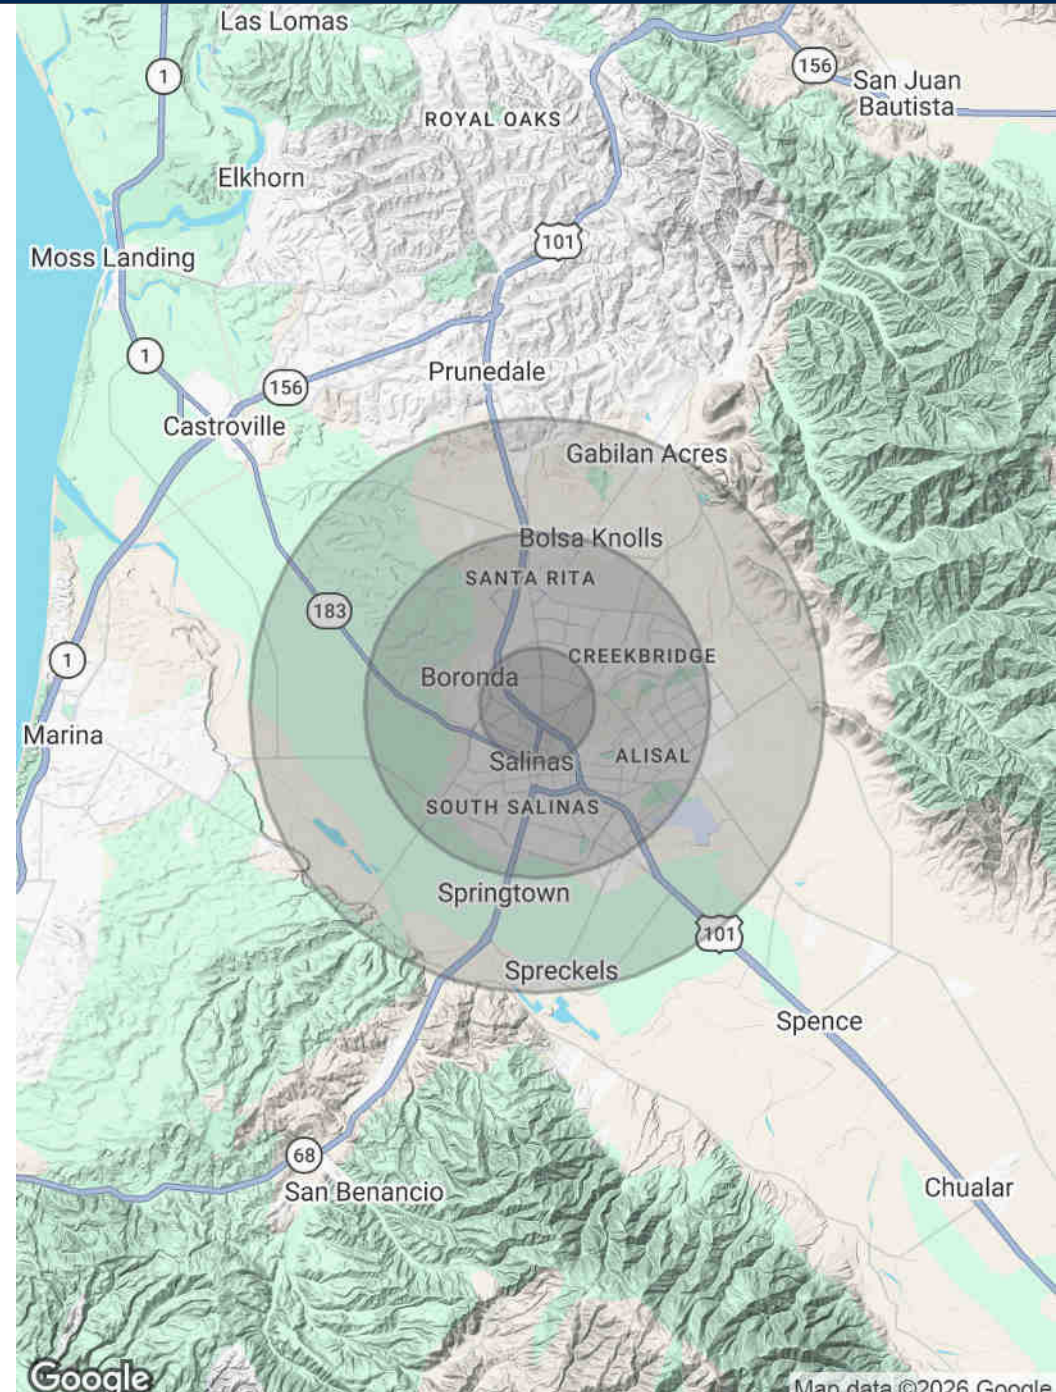 Las Lomas
1
156
San Juan
Bautista
ROYAL OAKS
Elkhorn
101
Moss Landing
1
156
Prunedale
Castroville
Gabilan Acres
Bolsa Knolls
SANTA RITA
183
1
CREEKBRIDGE
Boronda
Marina
Salinas
ALISAL
SOUTH SALINAS
Springtown
101
Spreckels
Spence
68
San Benancio
Chualar
Google
Map data ©2026 Google